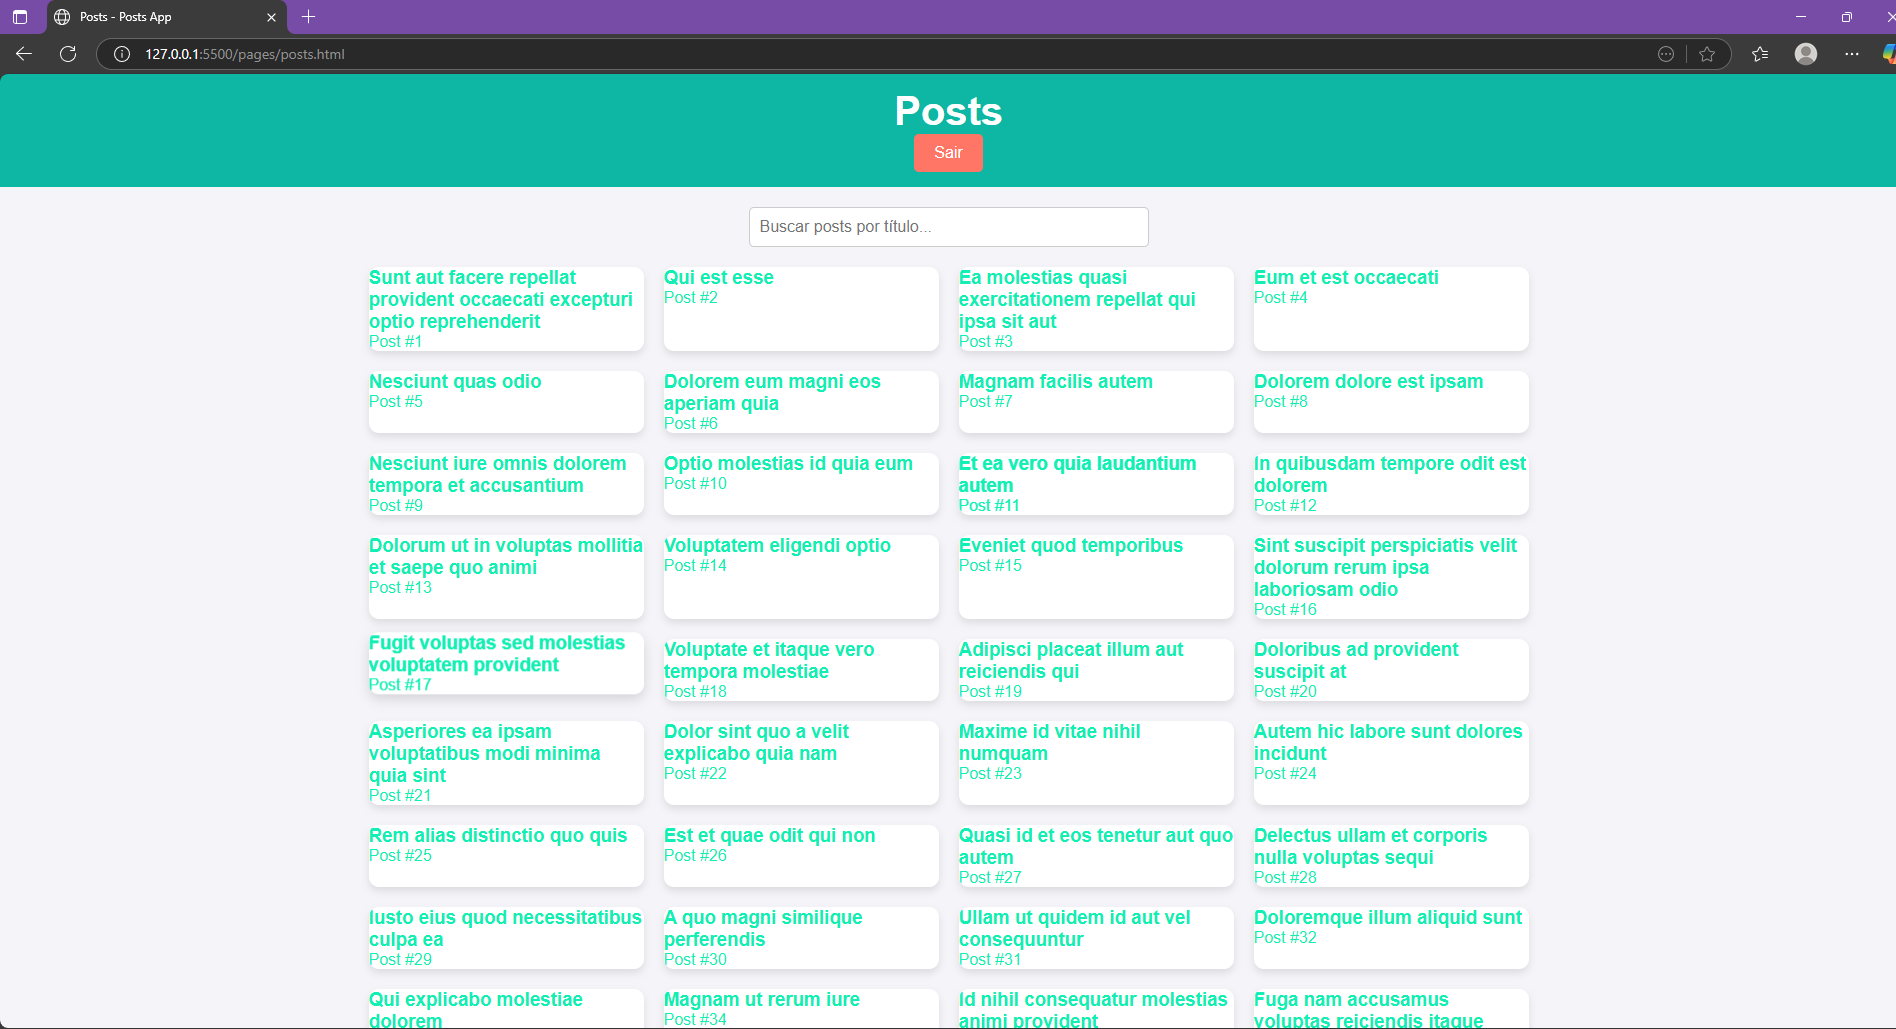 Posts - Posts App
127.0.0.1:5500/pages/posts.html
Posts
Sair
Buscar posts por título...
Sunt aut facere repellat
provident occaecati excepturi
optio reprehenderit
Post #1
Qui est esse
Post #2
Ea molestias quasi
exercitationem repellat qui
ipsa sit aut
Post #3
Eum et est occaecati
Post #4
Nesciunt quas odio
Post #5
Dolorem eum magni eos
aperiam quia
Post #6
Magnam facilis autem
Post #7
Dolorem dolore est ipsam
Post #8
Nesciunt iure omnis dolorem
tempora et accusantium
Post #9
Optio molestias id quia eum
Post #10
Et ea vero quia laudantium
autem
Post #11
In quibusdam tempore odit est
dolorem
Post #12
Dolorum ut in voluptas mollitia
et saepe quo animi
Post #13
Voluptatem eligendi optio
Post #14
Eveniet quod temporibus
Post #15
Sint suscipit perspiciatis velit
dolorum rerum ipsa
laboriosam odio
Post #16
Fugit voluptas sed molestias
voluptatem provident
Post #17
Voluptate et itaque vero
tempora molestiae
Post #18
Adipisci placeat illum aut
reiciendis qui
Post #19
Doloribus ad provident
suscipit at
Post #20
Asperiores ea ipsam
voluptatibus modi minima
quia sint
Post #21
Dolor sint quo a velit
explicabo quia nam
Post #22
Maxime id vitae nihil
numquam
Post #23
Autem hic labore sunt dolores
incidunt
Post #24
Rem alias distinctio quo quis
Post #25
Est et quae odit qui non
Post #26
Quasi id et eos tenetur aut quo
autem
Post #27
Delectus ullam et corporis
nulla voluptas sequi
Post #28
Iusto eius quod necessitatibus
culpa ea
Post #29
A quo magni similique
perferendis
Post #30
Ullam ut quidem id aut vel
consequuntur
Post #31
Doloremque illum aliquid sunt
Post #32
Qui explicabo molestiae
dolorem
Magnam ut rerum iure
Post #34
Id nihil consequatur molestias
animi provident
Fuga nam accusamus
voluptas reiciendis itaque